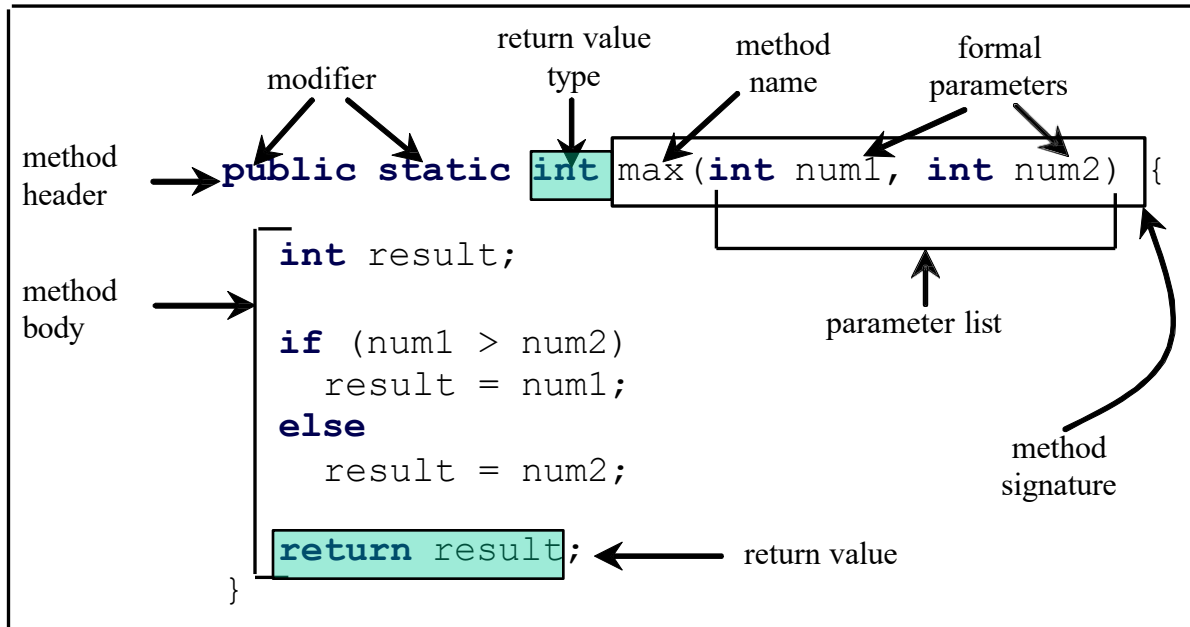 return value
type
method
name
formal
parameters
modifier
method
header
public static int max(int num1, int num2) {
int result;
method
body
parameter list
if (num1 > num2)
result = num1;
else
result = num2;
method
signature
return result;
return value
}